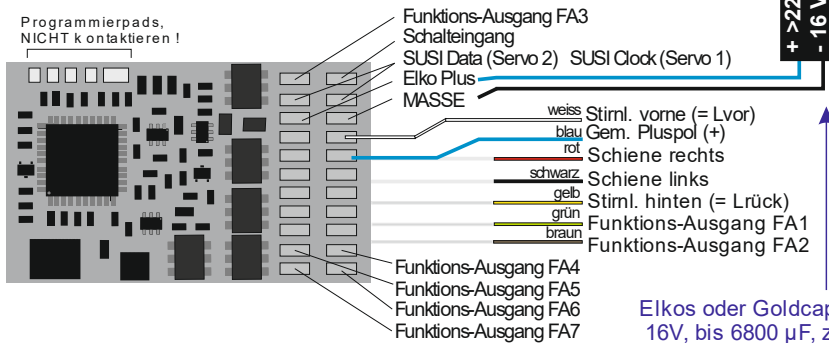 Programmierpads,
NICHT k ontaktieren !
Funktions-Ausgang FA3
Schalteingang
SUSI Data (Servo 2) SUSI Clock (Servo 1)
Elko Plus
MASSE
+ >22
- 16 V
weiss Stirnl. vorne (= Lvor)
blau Gem. Pluspol (+)
rot Schiene rechts
schwarz Schiene links
gelb Stirnl. hinten (= Lrück)
grün Funktions-Ausgang FA1
braun Funktions-Ausgang FA2
Funktions-Ausgang FA4
Funktions-Ausgang FA5
Funktions-Ausgang FA6
Funktions-Ausgang FA7
Elkos oder Goldcap
16V, bis 6800 µF, z